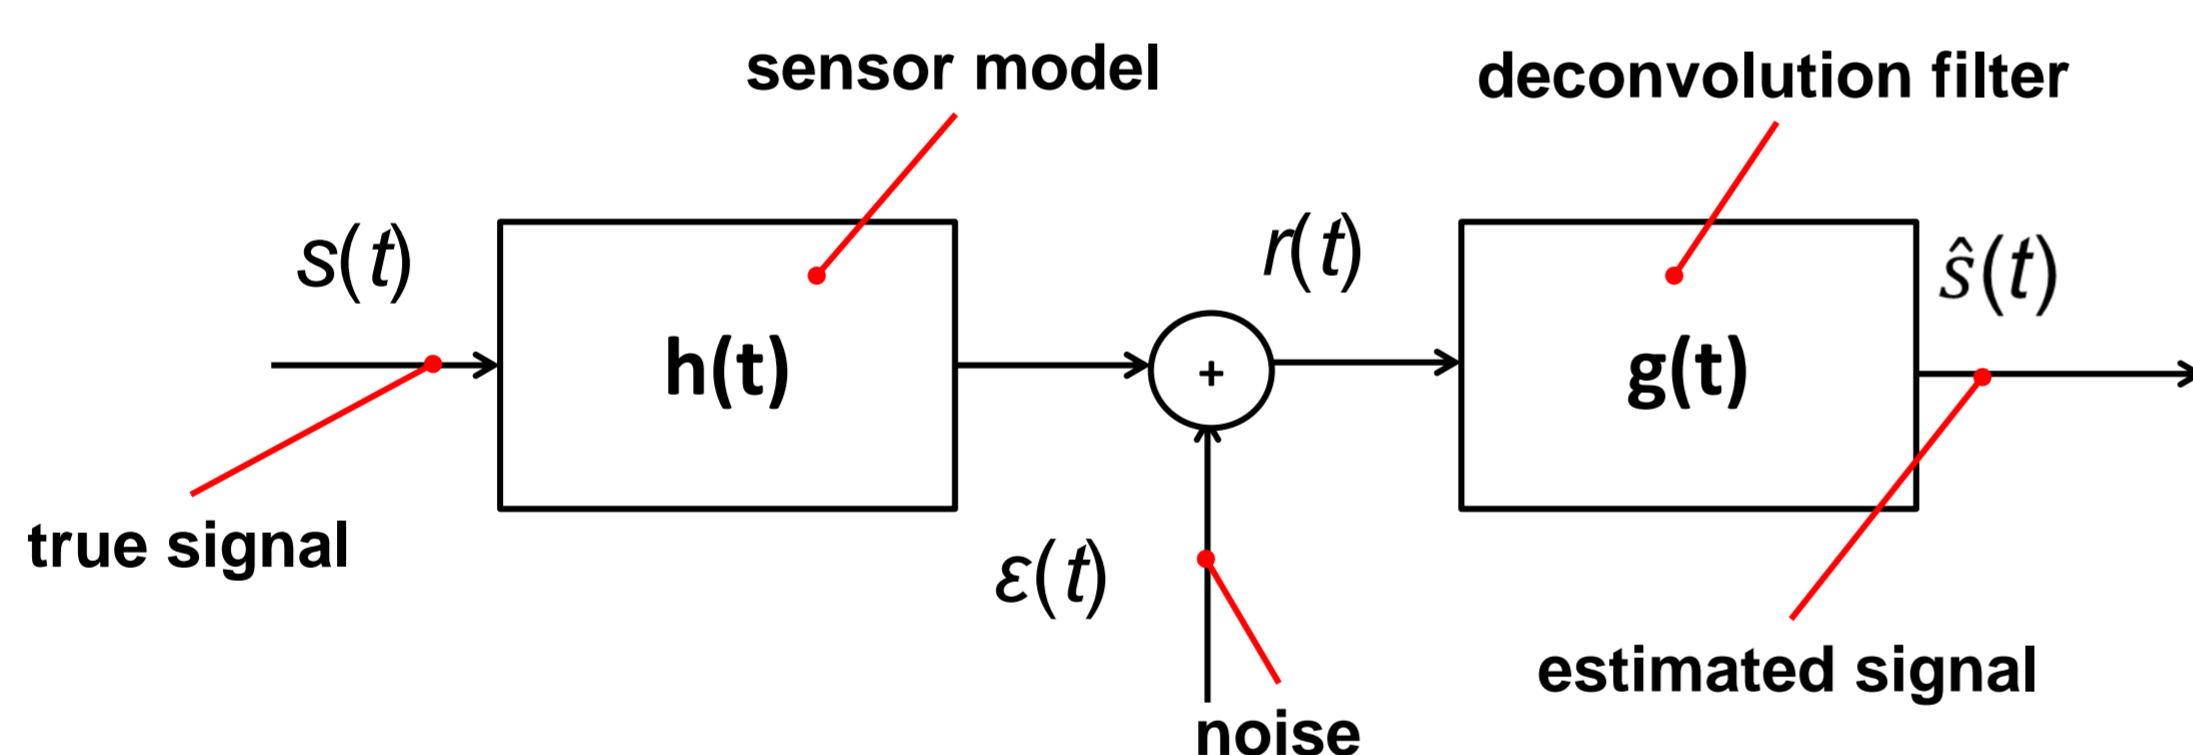 sensor model
deconvolution filter
s(t)
r(t)
ŝ(t)
h(t)
+
g(t)
true signal
ε(t)
estimated signal
noise